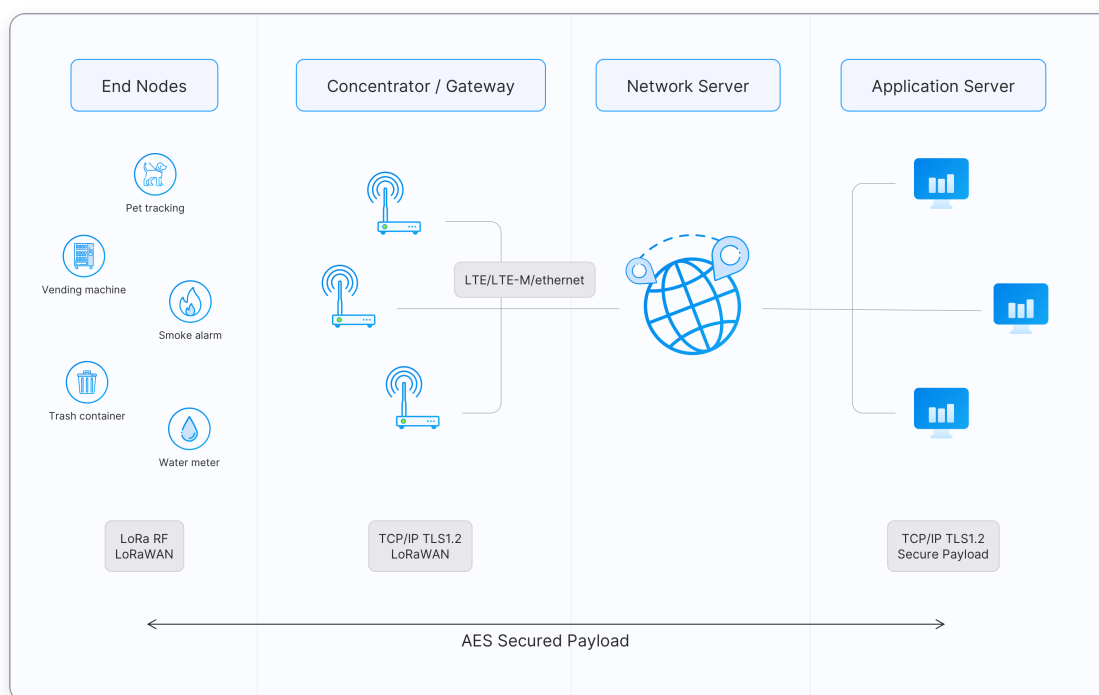 End Nodes
Concentrator / Gateway
Network Server
Application Server
Pet tracking
Vending machine
Smoke alarm
Trash container
Water meter
LTE/LTE-M/ethernet
LoRa RF
LoRaWAN
TCP/IP TLS1.2
LoRaWAN
TCP/IP TLS1.2
Secure Payload
AES Secured Payload